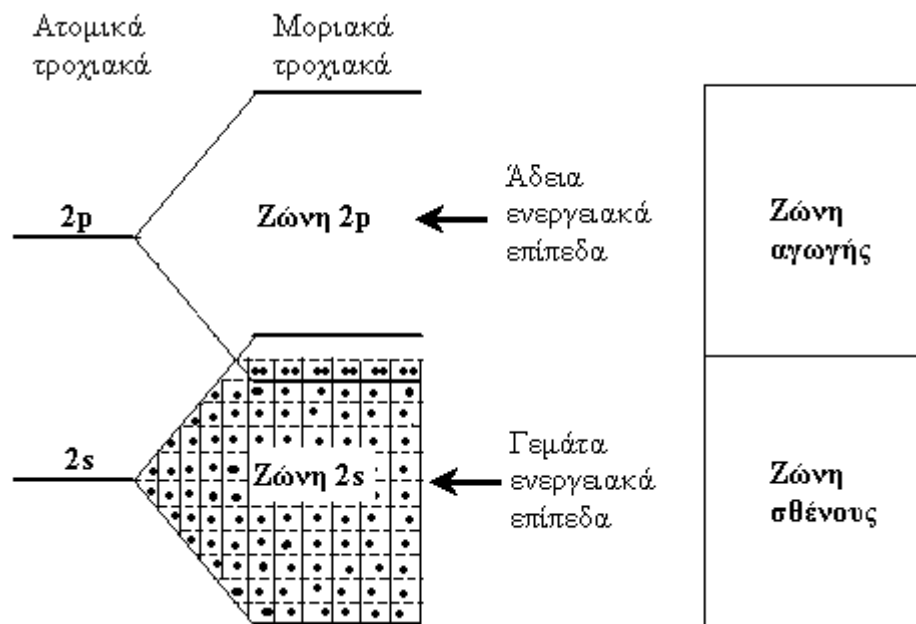 Ατομικά
τροχιακά
Μοριακά
τροχιακά
2p
Ζώνη 2p
Άδεια
ενεργειακά
επίπεδα
Ζώνη
αγωγής
2s
Ζώνη 2s
Γεμάτα
ενεργειακά
επίπεδα
Ζώνη
σθένους